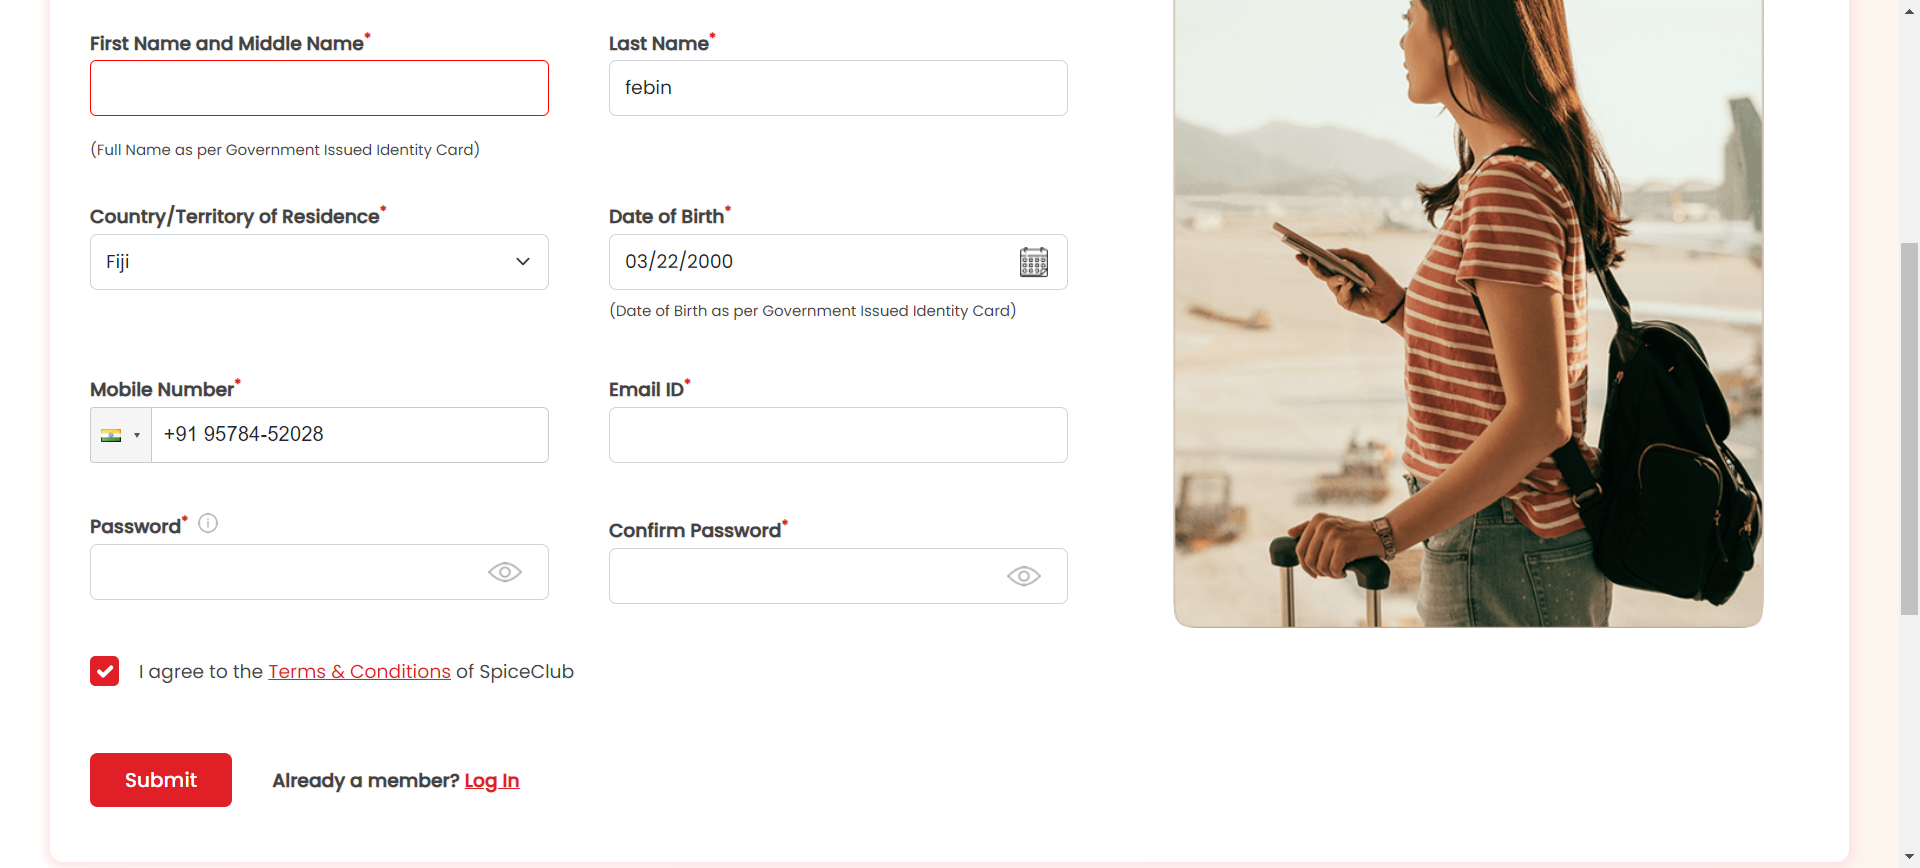 First Name and Middle Name*
Last Name*
febin
(Full Name as per Government Issued Identity Card)
Country/Territory of Residence*
Date of Birth*
Fiji
03/22/2000
(Date of Birth as per Government Issued Identity Card)
Mobile Number*
Email ID*
+91 95784-52028
Password*
Confirm Password*
I agree to the Terms & Conditions of SpiceClub
Submit
Already a member? Log In